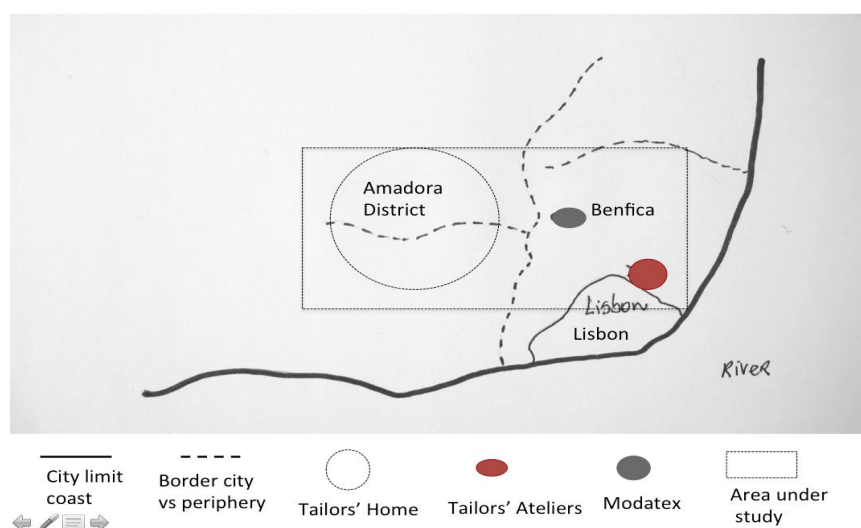 Amadora
District
Benfica
Lisbon
Lisbon
River
City limit
coast
Border city
vs periphery
Tailors' Home
Tailors' Ateliers
Modatex
Area under
study